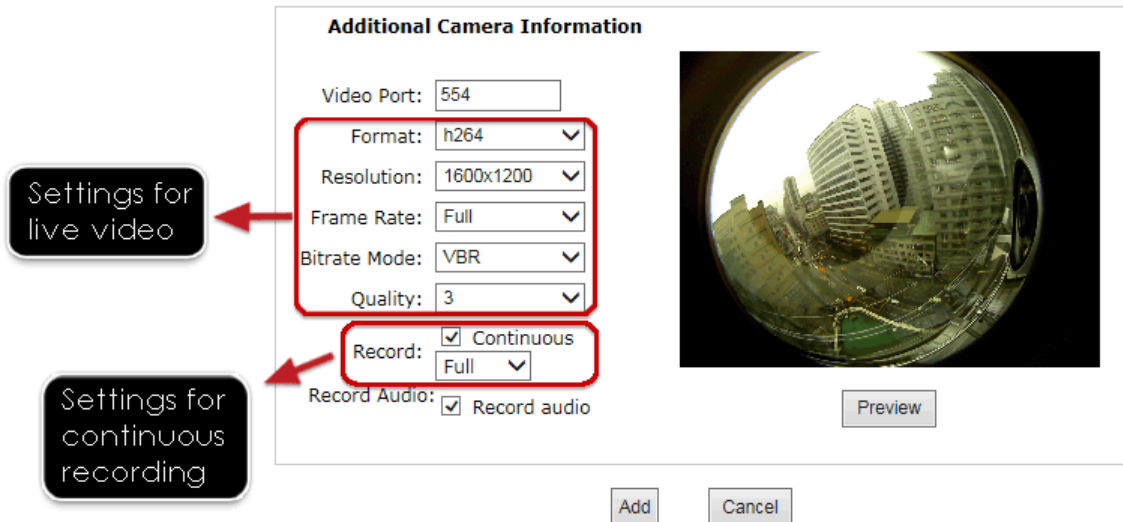 Additional Camera Information
Video Port: 554
Format: h264
Resolution: 1600x1200
Frame Rate: Full
Bitrate Mode: VBR
Quality: 3
Record: Continuous
Full
Record Audio: Record audio
Preview
Add Cancel
Settings for
live video
Settings for
continuous
recording